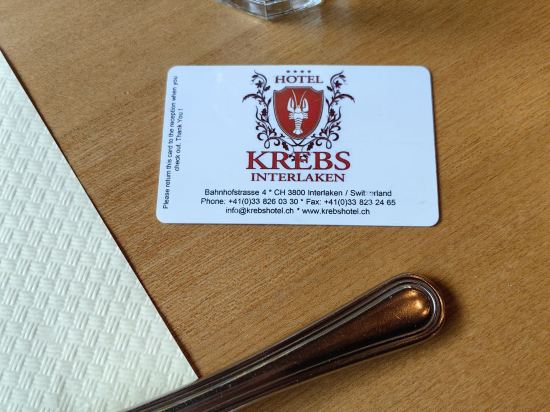 HOTEL
KREBS
INTERLAKEN
Bahnhofstrasse 4 * CH 3800 Interlaken / Switzerland
Phone: +41(0)33 826 03 30 * Fax: +41(0)33 823 24 65
info@krebshotel.ch * www.krebshotel.ch
Please return this card to the reception when you
check out. Thank You !